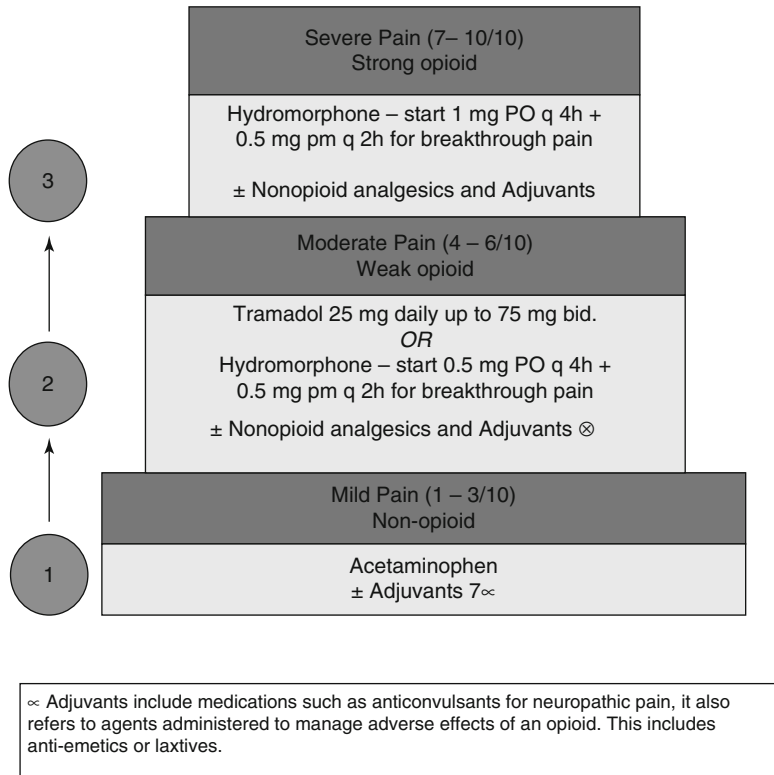 Severe Pain (7– 10/10)
Strong opioid
Hydromorphone – start 1 mg PO q 4h +
0.5 mg pm q 2h for breakthrough pain
± Nonopioid analgesics and Adjuvants
3
Moderate Pain (4 – 6/10)
Weak opioid
Tramadol 25 mg daily up to 75 mg bid.
OR
Hydromorphone – start 0.5 mg PO q 4h +
0.5 mg pm q 2h for breakthrough pain
± Nonopioid analgesics and Adjuvants ⊗
2
Mild Pain (1 – 3/10)
Non-opioid
Acetaminophen
± Adjuvants 7∝
1
∝ Adjuvants include medications such as anticonvulsants for neuropathic pain, it also
refers to agents administered to manage adverse effects of an opioid. This includes
anti-emetics or laxtives.